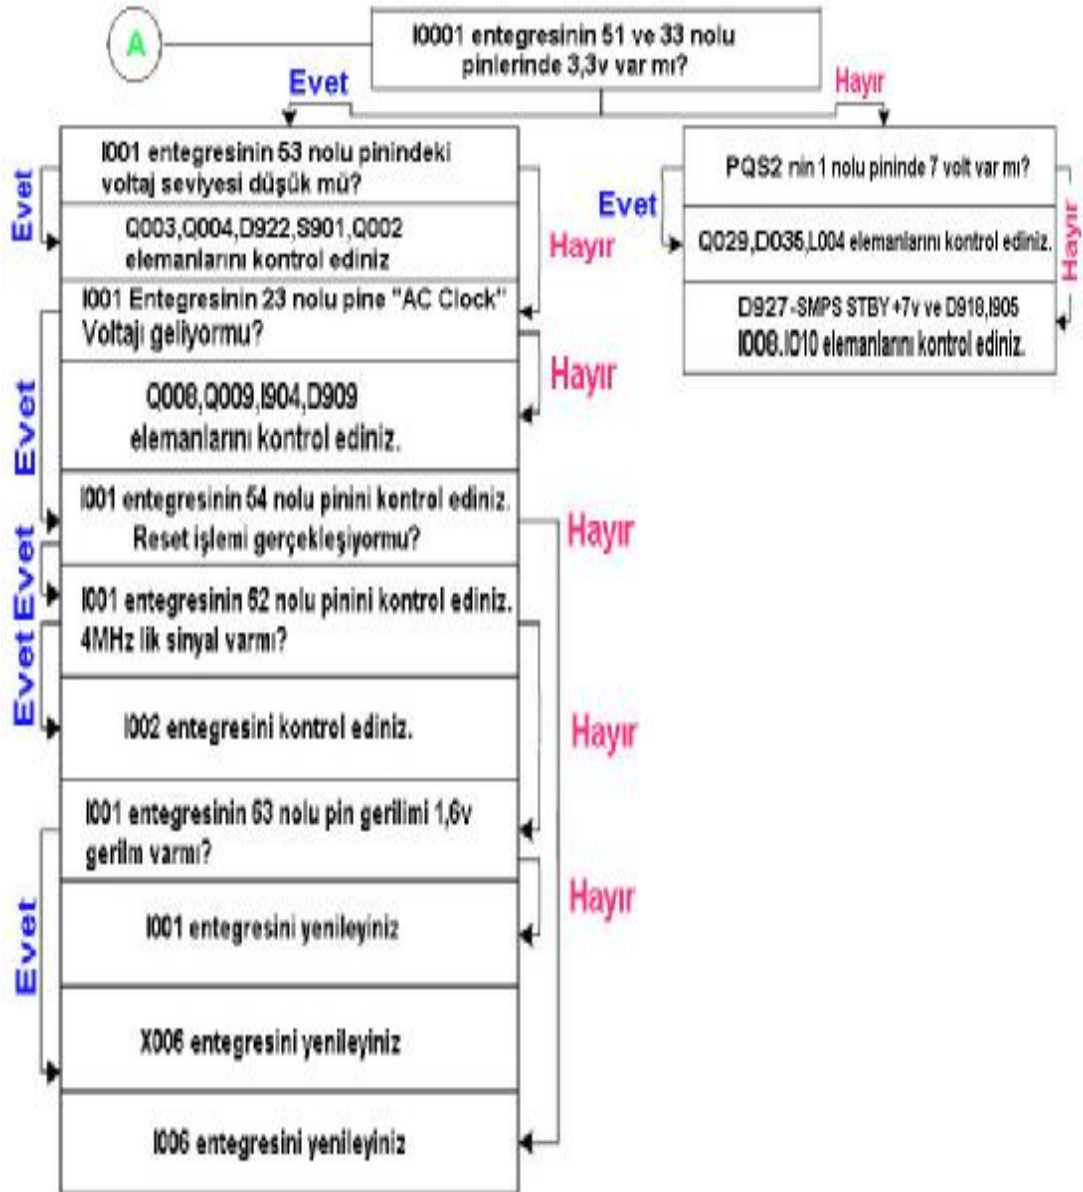 A
I0001 entegresinin 51 ve 33 nolu
pinlerinde 3,3v var mı?
Evet
Hayır
I001 entegresinin 53 nolu pinindeki
voltaj seviyesi düşük mü?
Evet
Q003,Q004,D922,S901,Q002
elemanlarını kontrol ediniz
Hayır
I001 Entegresinin 23 nolu pine "AC Clock"
Voltajı geliyormu?
Hayır
Q008,Q009,I904,D909
elemanlarını kontrol ediniz.
Evet
I001 entegresinin 54 nolu pinini kontrol ediniz.
Reset işlemi gerçekleşiyormu?
Hayır
Evet
I001 entegresinin 62 nolu pinini kontrol ediniz.
4MHz lik sinyal varmı?
Evet
I002 entegresini kontrol ediniz.
Hayır
I001 entegresinin 63 nolu pin gerilimi 1,6v
gerilm varmı?
Hayır
I001 entegresini yenileyiniz
Evet
X006 entegresini yenileyiniz
I006 entegresini yenileyiniz
PQS2 nin 1 nolu pininde 7 volt var mı?
Evet
Hayır
Q029,D035,L004 elemanlarını kontrol ediniz.
D927-SMPS STBY +7v ve D918,I905
I008.I010 elemanlarını kontrol ediniz.